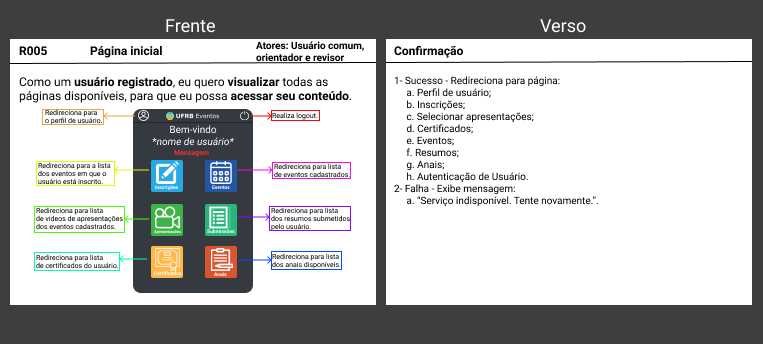 Frente
R005
Página inicial
Atores: Usuário comum,
orientador e revisor
Como um usuário registrado, eu quero visualizar todas as
páginas disponíveis, para que eu possa acessar seu conteúdo.
Redireciona para
o perfil de usuário.
UFRB Eventos
Realiza logout.
Bem-vindo
*nome de usuário*
Mensagem
Redireciona para a lista
dos eventos em que o
usuário está inscrito.
Inscrições
Eventos
Redireciona para lista
de eventos cadastrados.
Redireciona para lista
de vídeos de apresentações
dos eventos cadastrados.
Apresentações
Submissões
Redireciona para lista
dos resumos submetidos
pelo usuário.
Redireciona para lista
de certificados do usuário.
Certificados
Anais
Redireciona para lista
dos anais disponíveis.
Verso
Confirmação
1- Sucesso - Redireciona para página:
a. Perfil de usuário;
b. Inscrições;
c. Selecionar apresentações;
d. Certificados;
e. Eventos;
f. Resumos;
g. Anais;
h. Autenticação de Usuário.
2- Falha - Exibe mensagem:
a. “Serviço indisponível. Tente novamente.”.